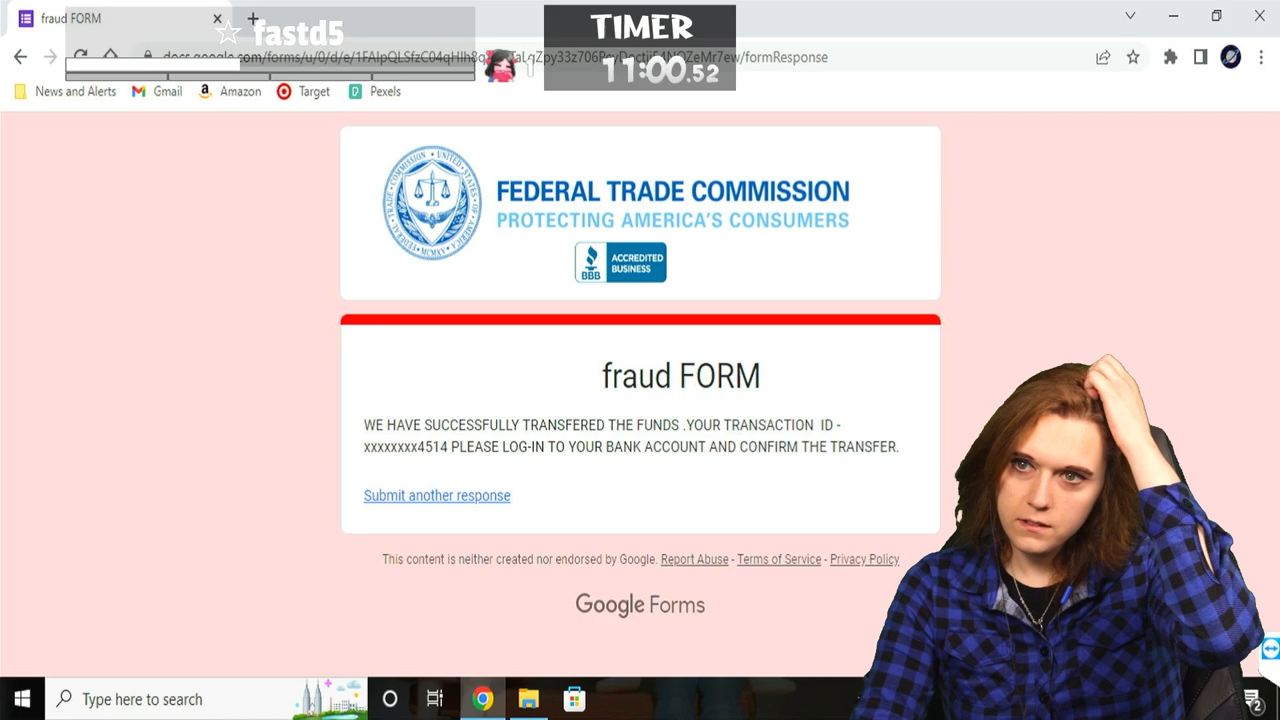 fraud FORM
☆ fastd5
TIMER
11:00.52
News and Alerts
Gmail
Amazon
Target
Pexels
FEDERAL TRADE COMMISSION
PROTECTING AMERICA'S CONSUMERS
BBB
ACCREDITED
BUSINESS
fraud FORM
WE HAVE SUCCESSFULLY TRANSFERED THE FUNDS .YOUR TRANSACTION ID -
xxxxxxxx4514 PLEASE LOG-IN TO YOUR BANK ACCOUNT AND CONFIRM THE TRANSFER.
Submit another response
This content is neither created nor endorsed by Google. Report Abuse - Terms of Service - Privacy Policy
Google Forms
Type here to search
2